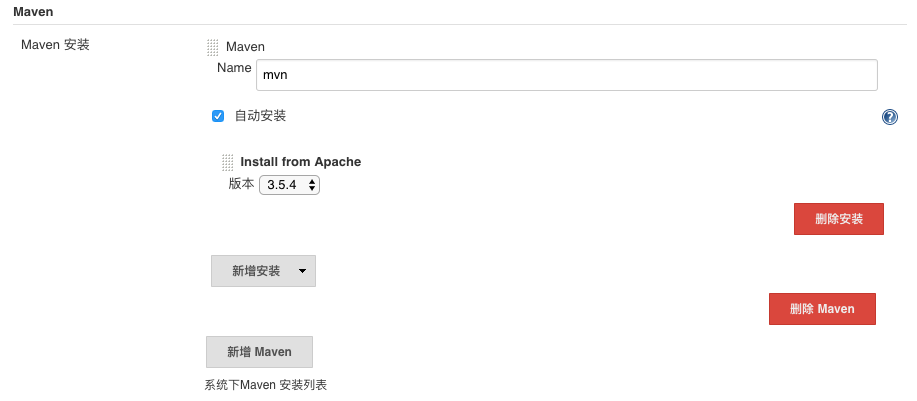 Maven
Maven 安装
Maven
Name
mvn
自动安装
Install from Apache
版本 3.5.4
删除安装
新增安装
删除 Maven
新增 Maven
系统下Maven 安装列表